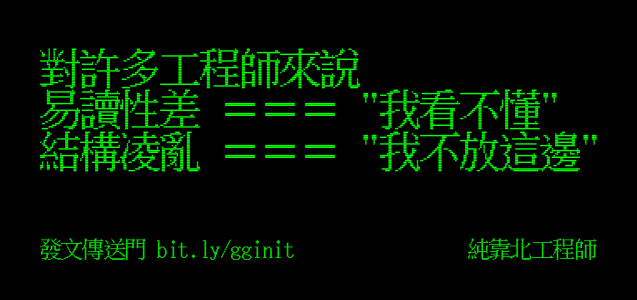 對許多工程師來說
易讀性差 === "我看不懂"
結構凌亂 === "我不放這邊"
發文傳送門 bit.ly/gginit
純靠北工程師